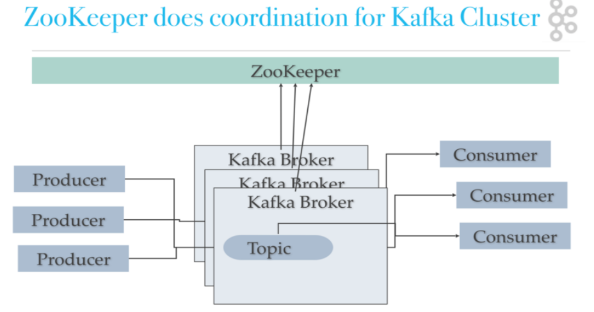 ZooKeeper does coordination for Kafka Cluster
ZooKeeper
Kafka Broker
Kafka Broker
Kafka Broker
Topic
Producer
Producer
Producer
Consumer
Consumer
Consumer